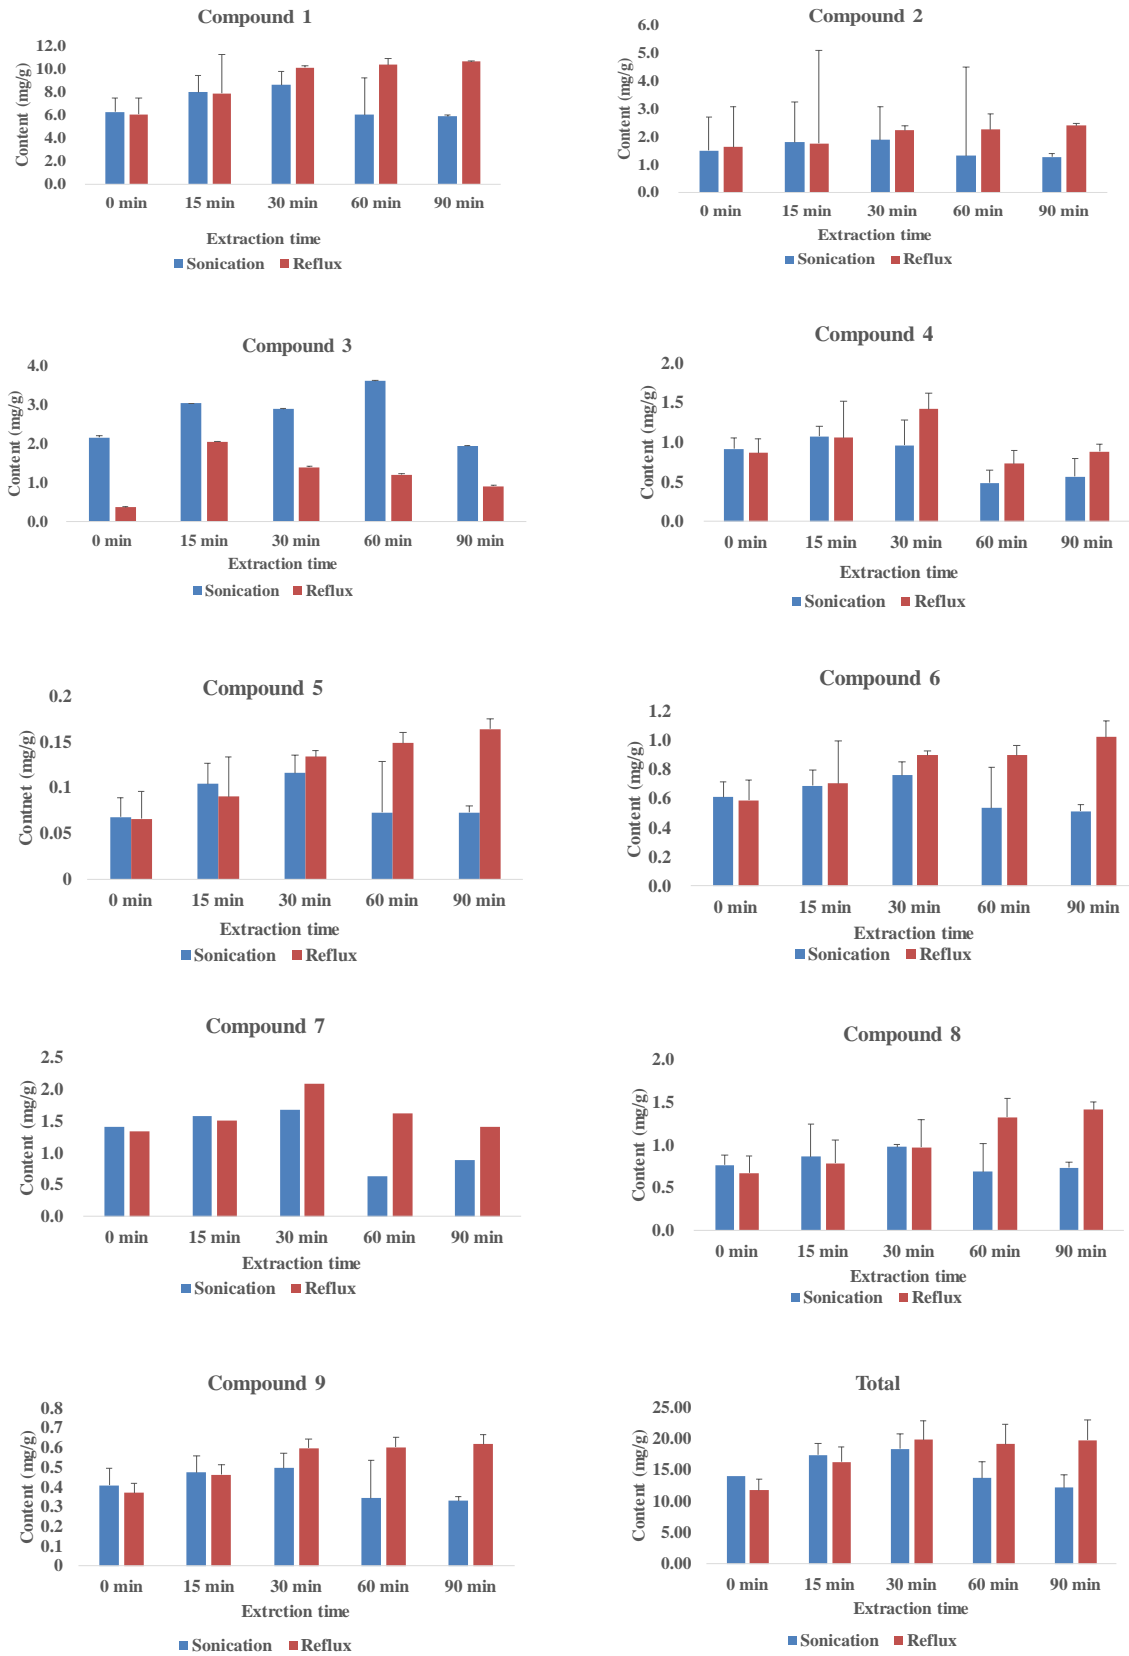 Compound 1
Content (mg/g)
12.0
10.0
8.0
6.0
4.0
2.0
0.0
0 min 15 min 30 min 60 min 90 min
Extraction time
Sonication Reflux
Compound 2
Content (mg/g)
6.0
5.0
4.0
3.0
2.0
1.0
0.0
0 min 15 min 30 min 60 min 90 min
Extraction time
Sonication Reflux
Compound 3
Content (mg/g)
4.0
3.0
2.0
1.0
0.0
0 min 15 min 30 min 60 min 90 min
Extraction time
Sonication Reflux
Compound 4
Content (mg/g)
2.0
1.5
1.0
0.5
0.0
0 min 15 min 30 min 60 min 90 min
Extraction time
Sonication Reflux
Compound 5
Contnet (mg/g)
0.2
0.15
0.1
0.05
0
0 min 15 min 30 min 60 min 90 min
Extraction time
Sonication Reflux
Compound 6
Content (mg/g)
1.2
1.0
0.8
0.6
0.4
0.2
0.0
0 min 15 min 30 min 60 min 90 min
Extraction time
Sonication Reflux
Compound 7
Content (mg/g)
2.5
2.0
1.5
1.0
0.5
0.0
0 min 15 min 30 min 60 min 90 min
Extraction time
Sonication Reflux
Compound 8
Content (mg/g)
2.0
1.5
1.0
0.5
0.0
0 min 15 min 30 min 60 min 90 min
Extraction time
Sonication Reflux
Compound 9
Content (mg/g)
0.8
0.7
0.6
0.5
0.4
0.3
0.2
0.1
0
0 min 15 min 30 min 60 min 90 min
Extrction time
Sonication Reflux
Total
Content (mg/g)
25.00
20.00
15.00
10.00
5.00
0.00
0 min 15 min 30 min 60 min 90 min
Extraction time
Sonication Reflux